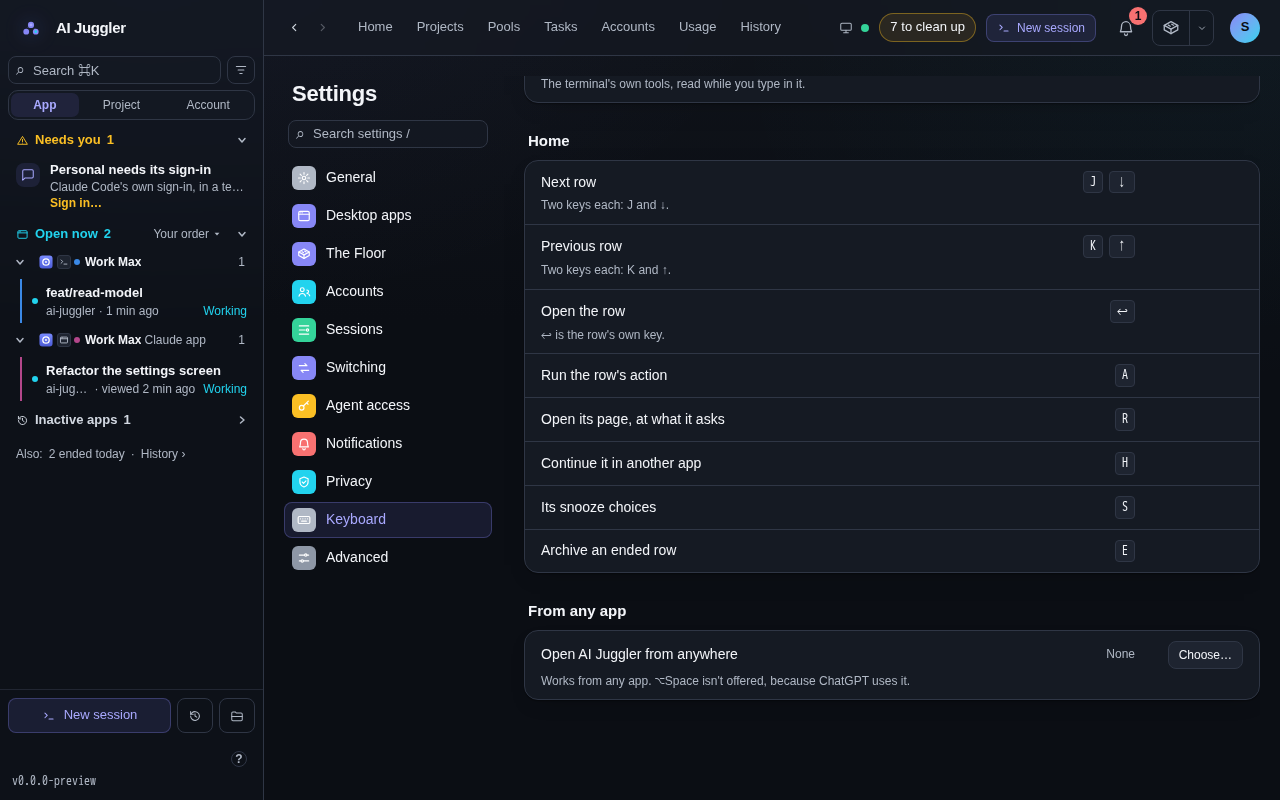 AI Juggler
Search ⌘K
App
Project
Account
Needs you 1
Personal needs its sign-in
Claude Code's own sign-in, in a te…
Sign in…
Open now 2
Your order
Work Max
1
feat/read-model
ai-juggler · 1 min ago
Working
Work Max Claude app
1
Refactor the settings screen
ai-jug… · viewed 2 min ago
Working
Inactive apps 1
Also: 2 ended today · History ›
New session
?
v0.0.0-preview
Home
Projects
Pools
Tasks
Accounts
Usage
History
7 to clean up
New session
1
S
Settings
Search settings /
General
Desktop apps
The Floor
Accounts
Sessions
Switching
Agent access
Notifications
Privacy
Keyboard
Advanced
The terminal's own tools, read while you type in it.
Home
Next row
J ↓
Two keys each: J and ↓.
Previous row
K ↑
Two keys each: K and ↑.
Open the row
↩
↩ is the row's own key.
Run the row's action
A
Open its page, at what it asks
R
Continue it in another app
H
Its snooze choices
S
Archive an ended row
E
From any app
Open AI Juggler from anywhere
None
Choose…
Works from any app. ⌥Space isn't offered, because ChatGPT uses it.